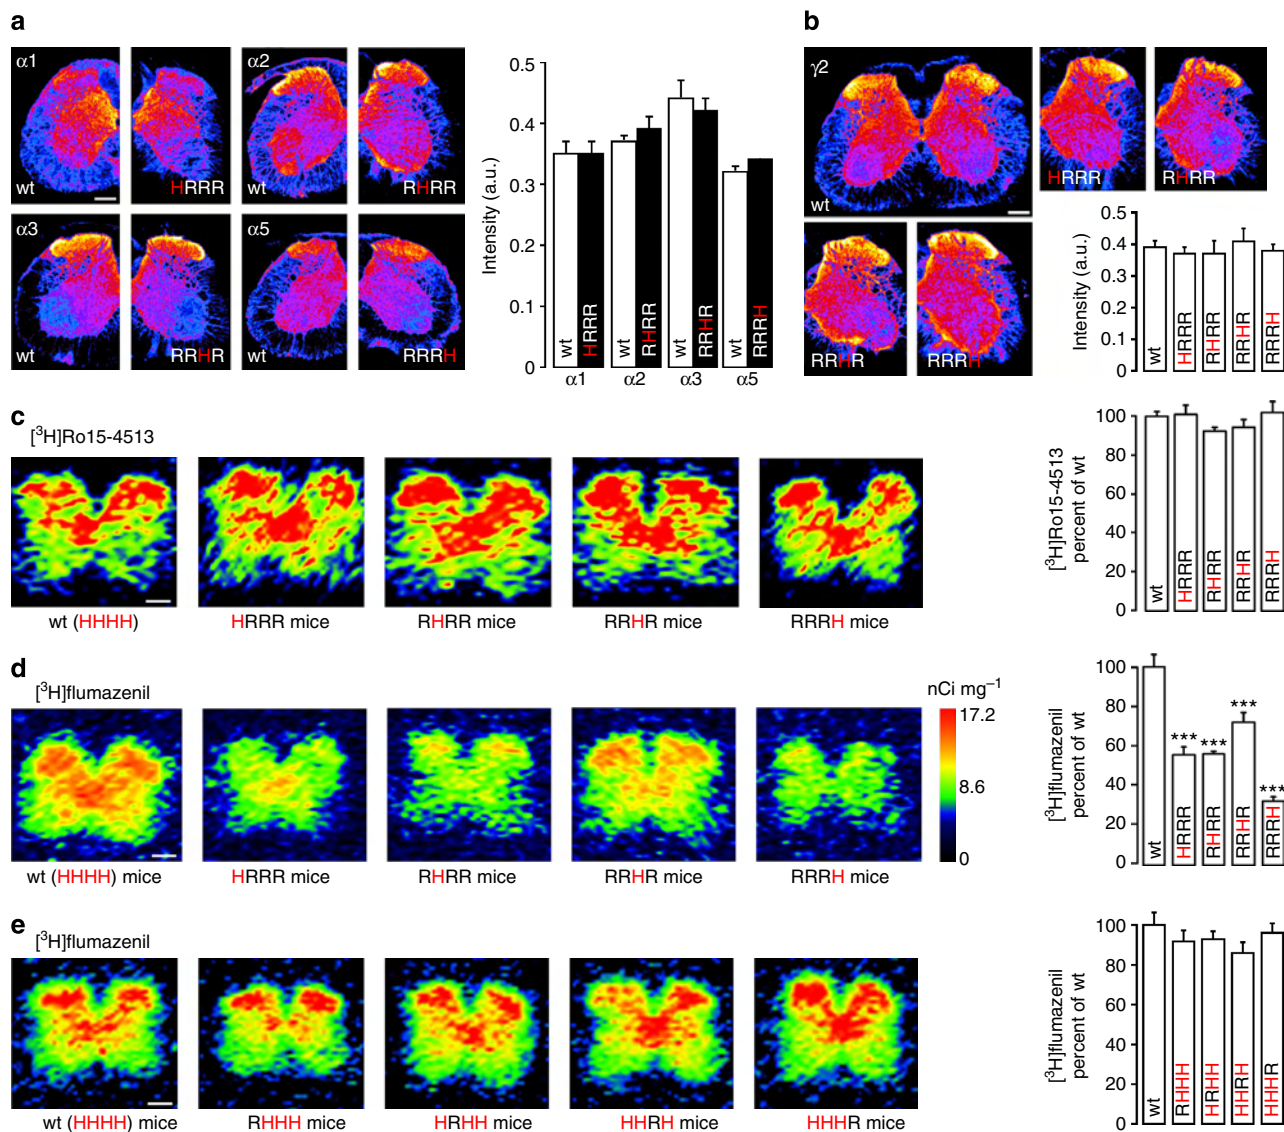 a
α1
wt
HRRR
α2
wt
RHRR
α3
wt
RRHR
α5
wt
RRRH
Intensity (a.u.)
0.5
0.4
0.3
0.2
0.1
0
wt
HRRR
wt
RHRR
wt
RRHR
wt
RRRH
α1 α2 α3 α5
b
γ2
wt
HRRR
RHRR
RRHR
RRRH
Intensity (a.u.)
0.5
0.4
0.3
0.2
0.1
0
wt
HRRR
RHRR
RRHR
RRRH
c
[³H]Ro15-4513
wt (HHHH)
HRRR mice
RHRR mice
RRHR mice
RRRH mice
[³H]Ro15-4513
percent of wt
100
80
60
40
20
0
wt
HRRR
RHRR
RRHR
RRRH
d
[³H]flumazenil
wt (HHHH) mice
HRRR mice
RHRR mice
RRHR mice
RRRH mice
nCi mg⁻¹
17.2
8.6
0
[³H]flumazenil
percent of wt
100
80
60
40
20
0
***
***
***
***
wt
HRRR
RHRR
RRHR
RRRH
e
[³H]flumazenil
wt (HHHH) mice
RHHH mice
HRHH mice
HHRH mice
HHHR mice
[³H]flumazenil
percent of wt
100
80
60
40
20
0
wt
RHHH
HRHH
HHRH
HHHR